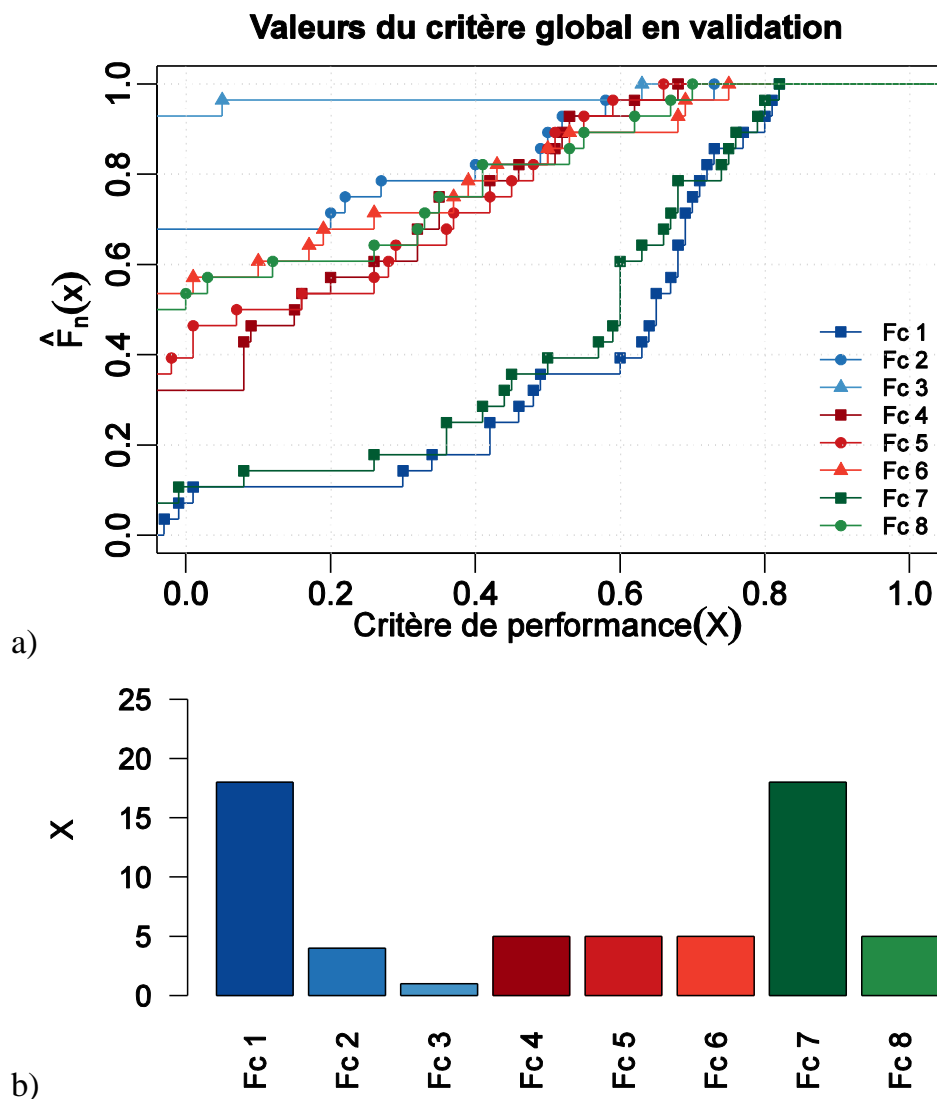 Valeurs du critère global en validation
1.0
0.8
0.6
0.4
0.2
0.0
F̂n(x)
Fc 1
Fc 2
Fc 3
Fc 4
Fc 5
Fc 6
Fc 7
Fc 8
0.0 0.2 0.4 0.6 0.8 1.0
Critère de performance(X)
a)
25
20
15
10
5
0
X
Fc 1 Fc 2 Fc 3 Fc 4 Fc 5 Fc 6 Fc 7 Fc 8
b)